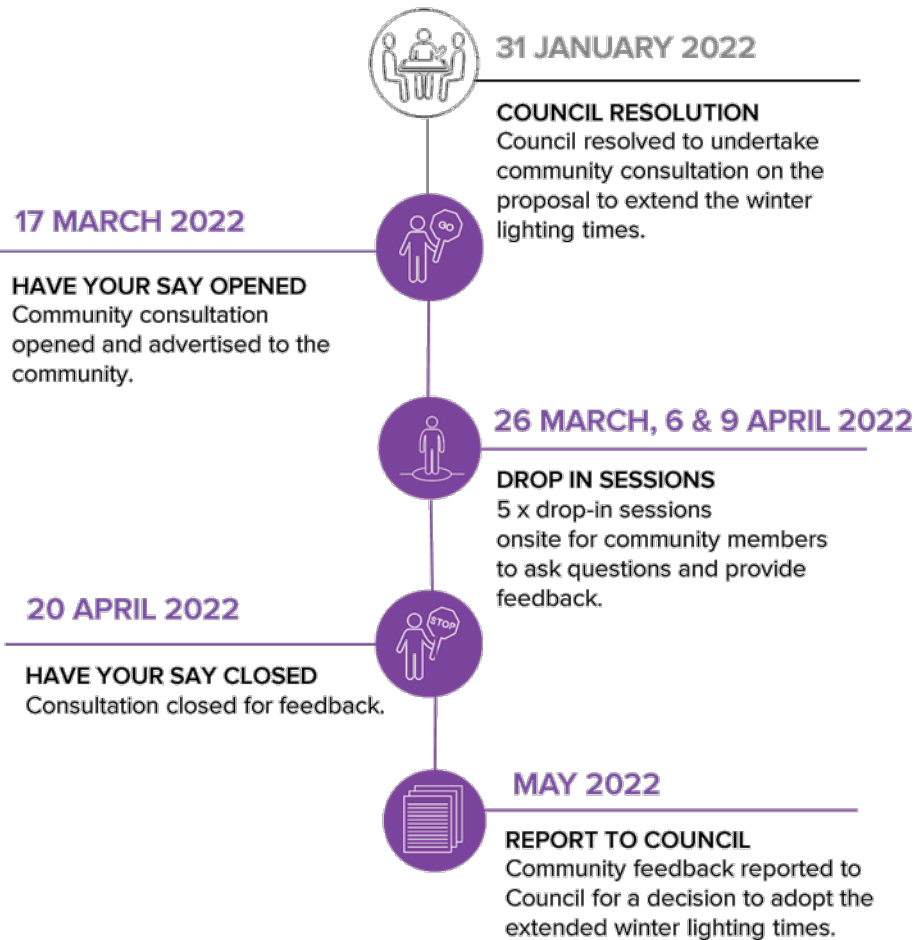 31 JANUARY 2022
COUNCIL RESOLUTION
Council resolved to undertake
community consultation on the
proposal to extend the winter
lighting times.
17 MARCH 2022
GO
HAVE YOUR SAY OPENED
Community consultation
opened and advertised to the
community.
26 MARCH, 6 & 9 APRIL 2022
DROP IN SESSIONS
5 x drop-in sessions
onsite for community members
to ask questions and provide
feedback.
20 APRIL 2022
STOP
HAVE YOUR SAY CLOSED
Consultation closed for feedback.
MAY 2022
REPORT TO COUNCIL
Community feedback reported to
Council for a decision to adopt the
extended winter lighting times.